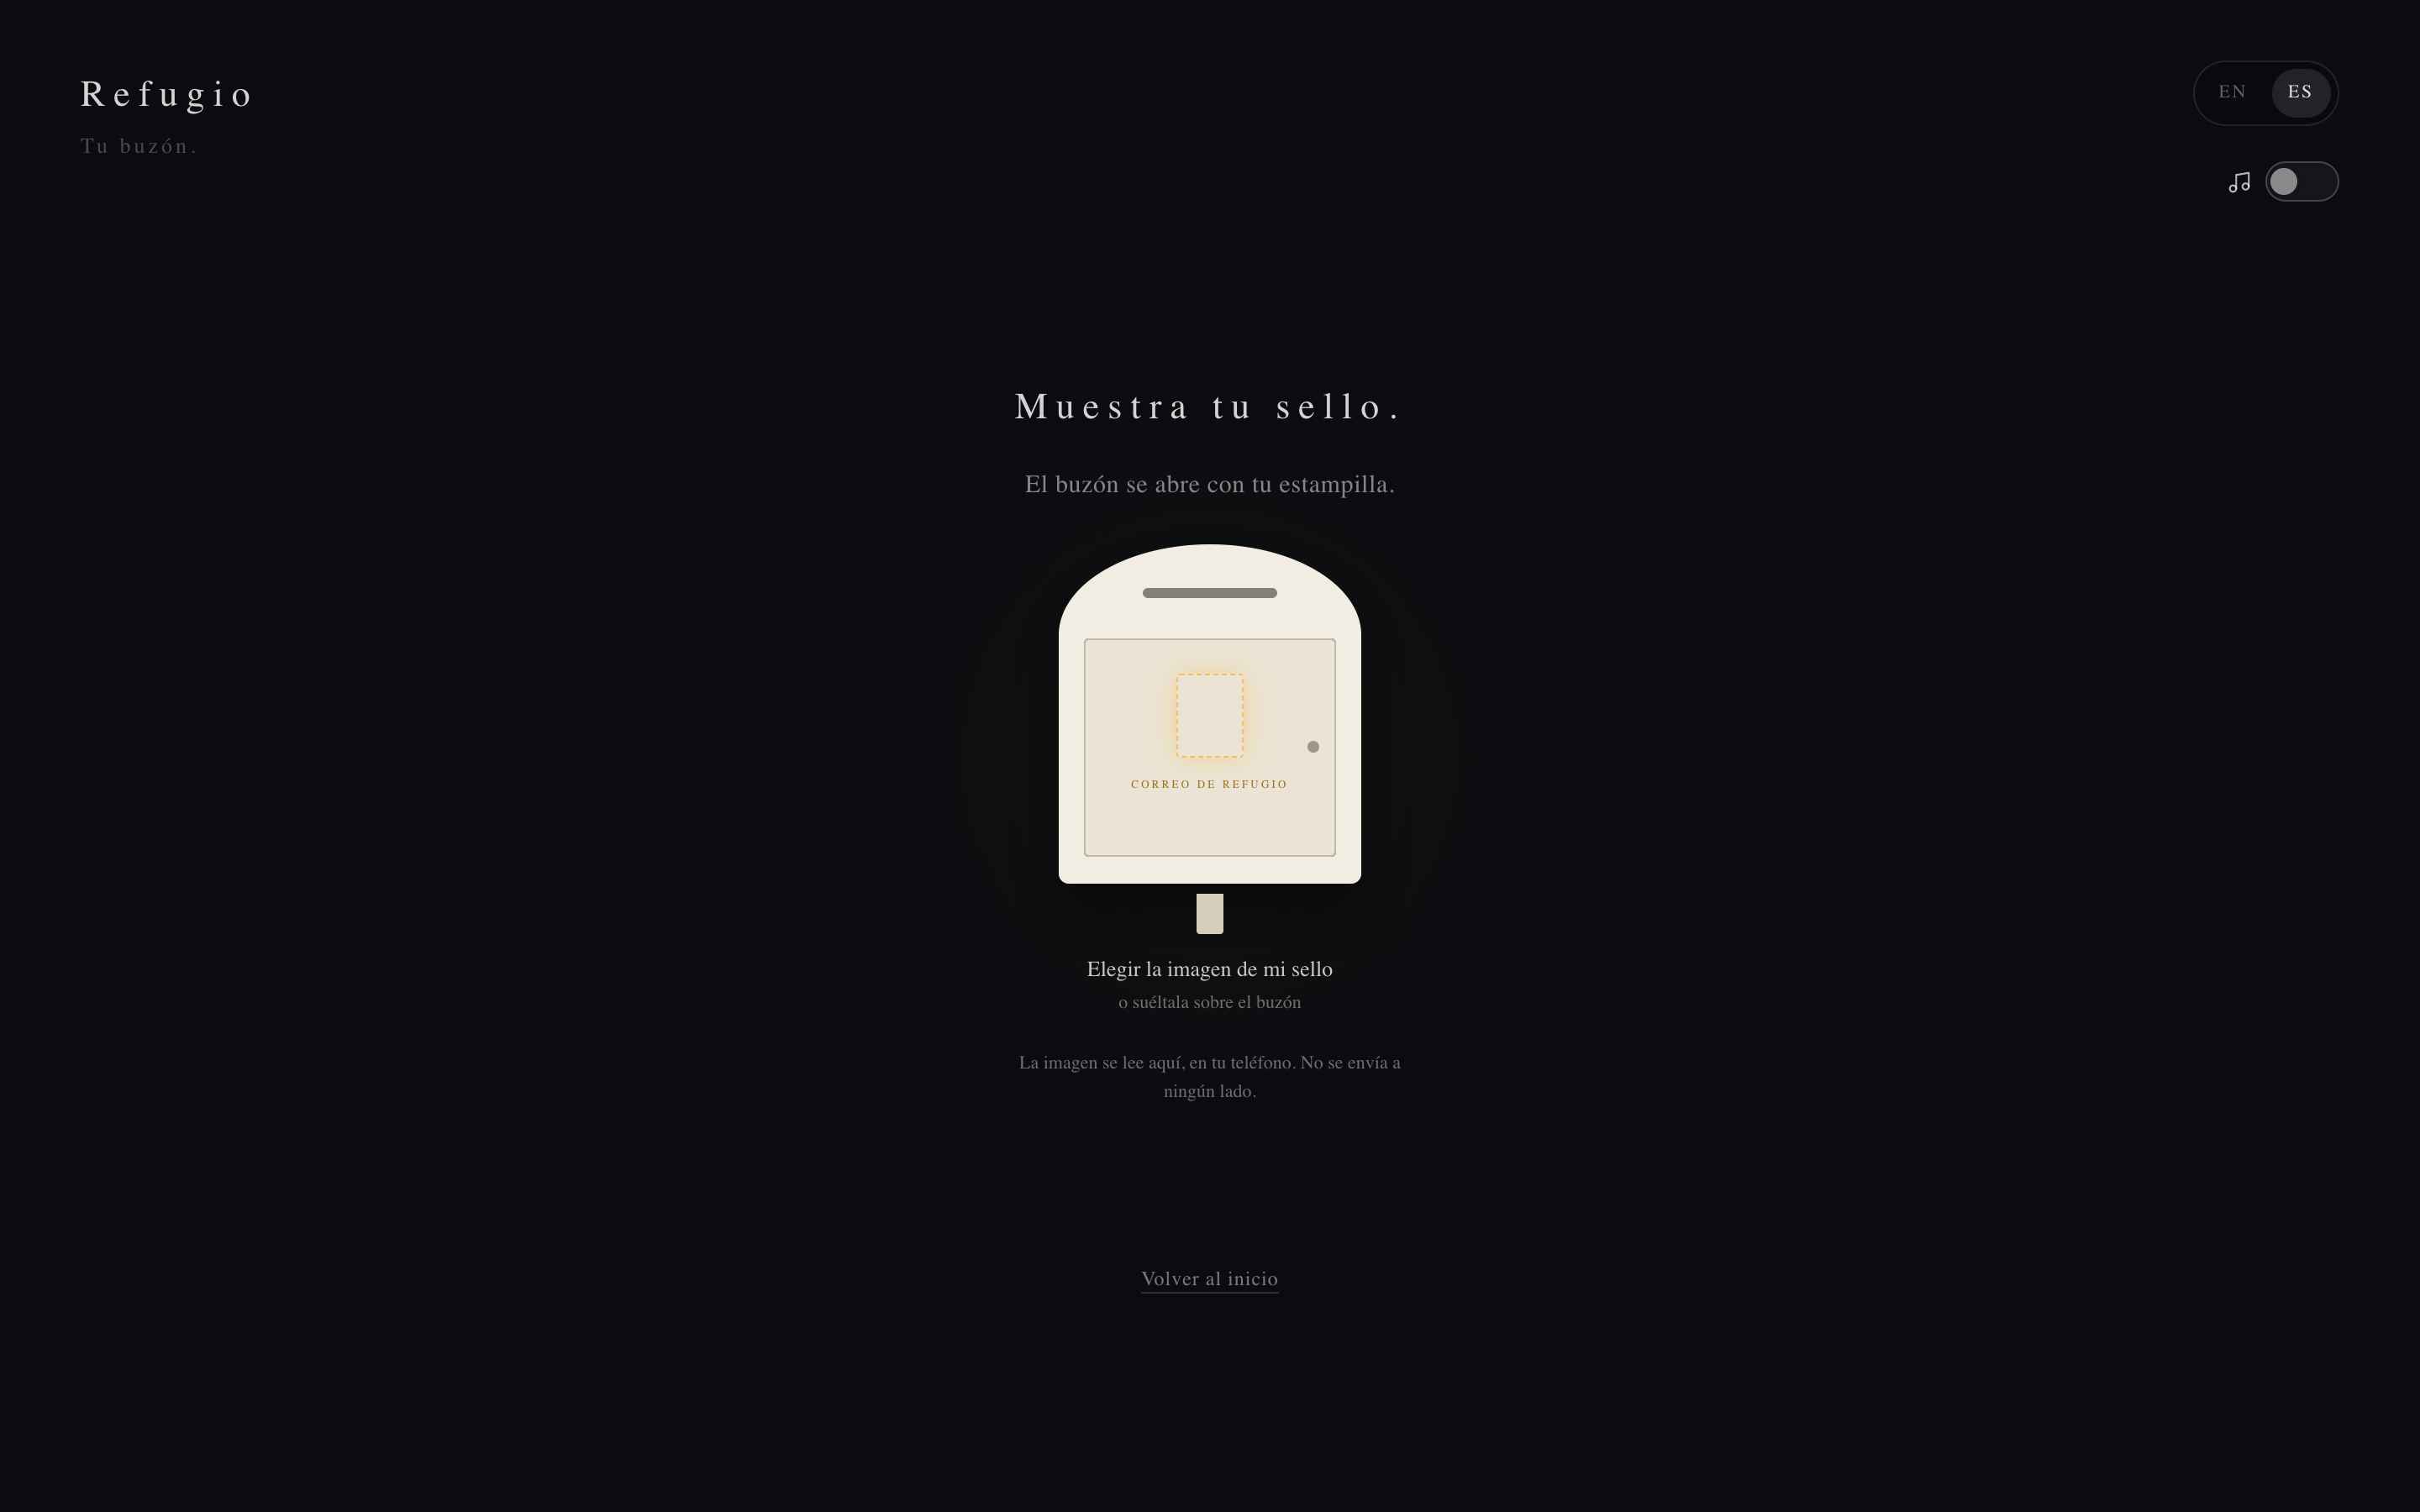 Refugio
Tu buzón.
EN ES
Muestra tu sello.
El buzón se abre con tu estampilla.
CORREO DE REFUGIO
Elegir la imagen de mi sello
o suéltala sobre el buzón
La imagen se lee aquí, en tu teléfono. No se envía a
ningún lado.
Volver al inicio